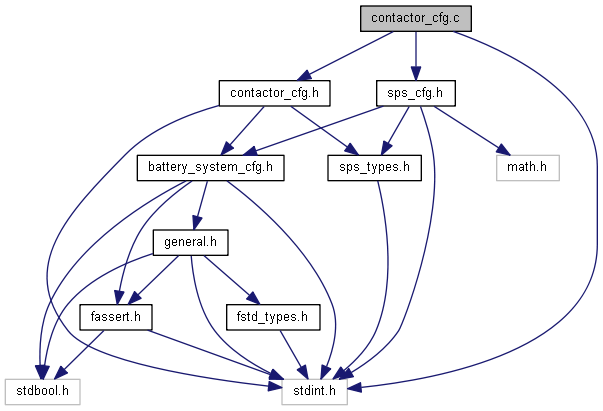 contactor_cfg.c
contactor_cfg.h
sps_cfg.h
battery_system_cfg.h
sps_types.h
math.h
general.h
fassert.h
fstd_types.h
stdbool.h
stdint.h